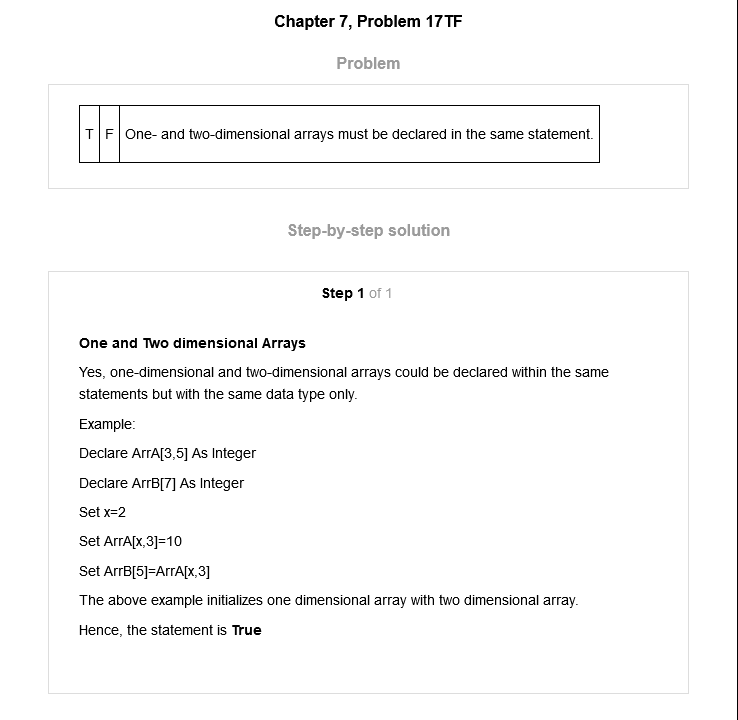 Chapter 7, Problem 17TF
Problem
T F One- and two-dimensional arrays must be declared in the same statement.
Step-by-step solution
Step 1 of 1
One and Two dimensional Arrays
Yes, one-dimensional and two-dimensional arrays could be declared within the same
statements but with the same data type only.
Example:
Declare ArrA[3,5] As Integer
Declare ArrB[7] As Integer
Set x=2
Set ArrA[x,3]=10
Set ArrB[5]=ArrA[x,3]
The above example initializes one dimensional array with two dimensional array.
Hence, the statement is True